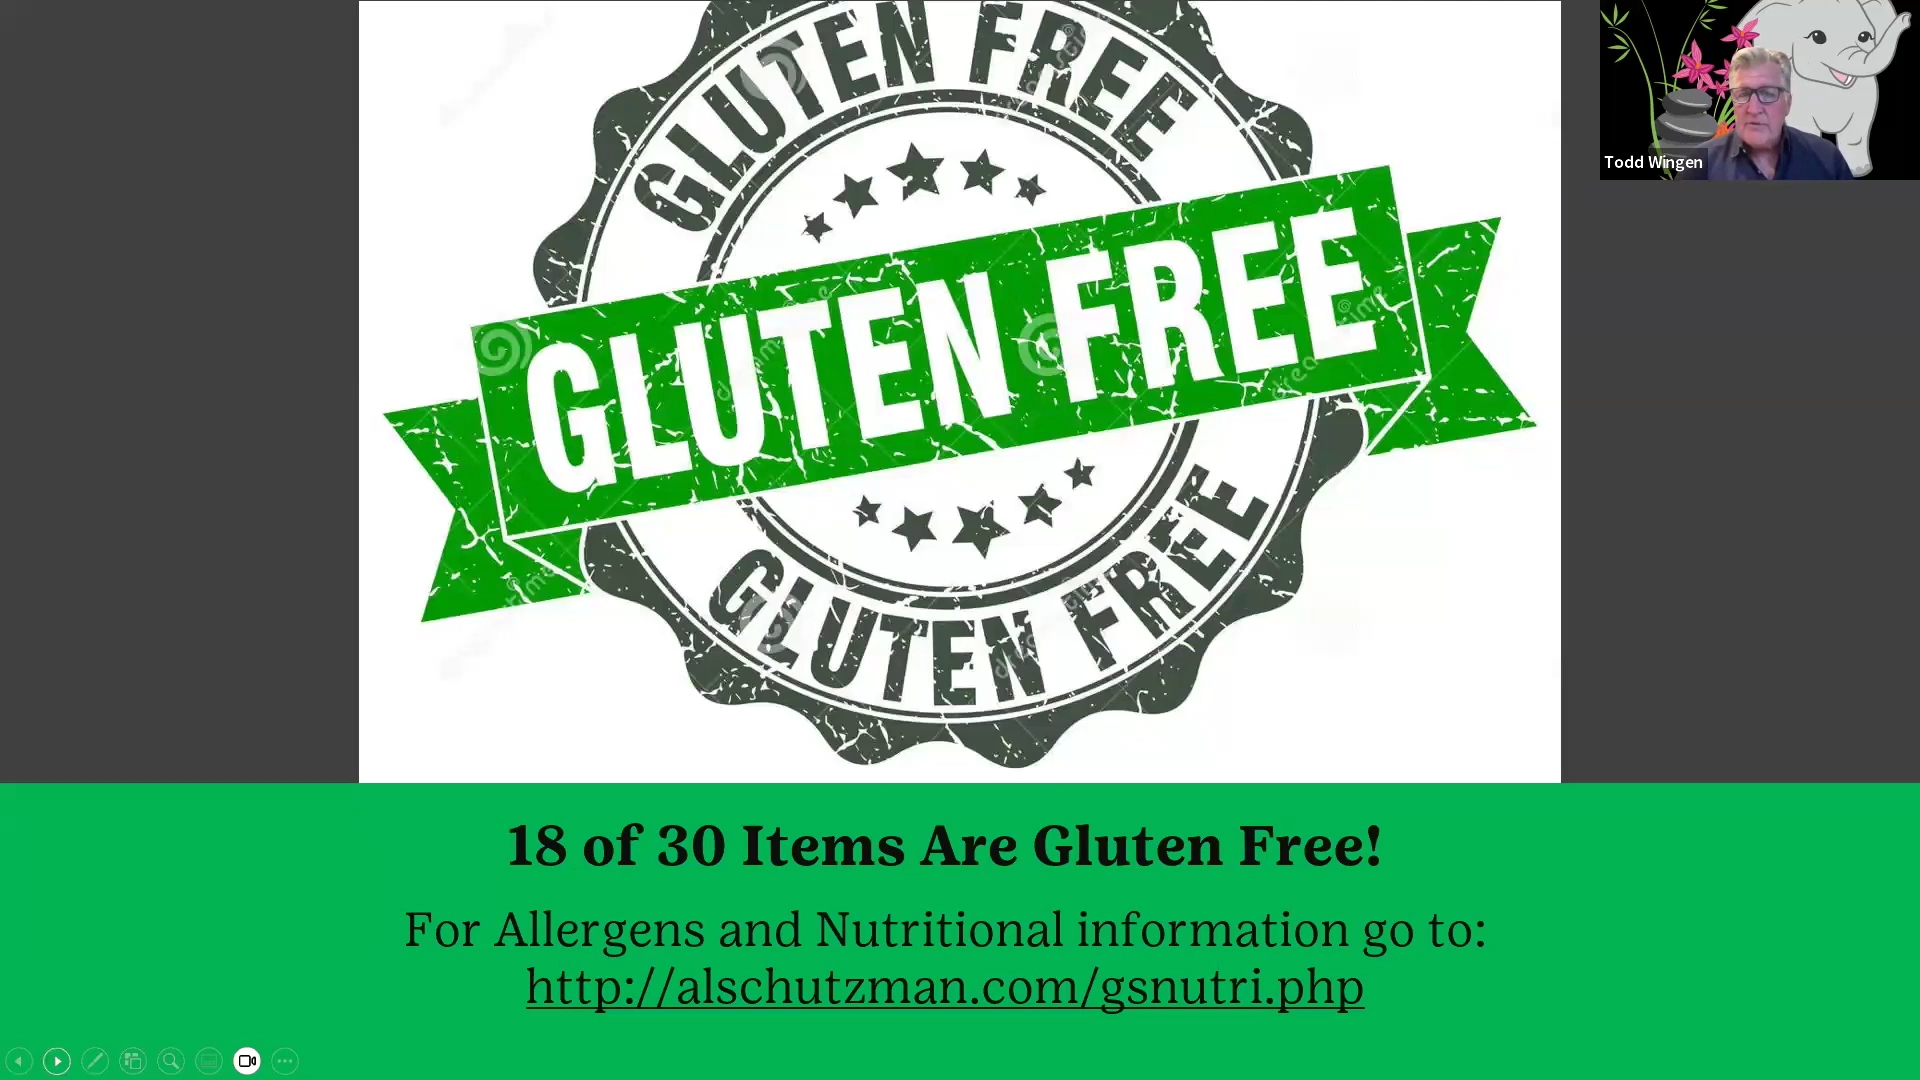 GLUTEN FREE
Todd Wingen
GLUTEN FREE
GLUTEN FREE
18 of 30 Items Are Gluten Free!
For Allergens and Nutritional information go to:
http://alschutzman.com/gsnutri.php